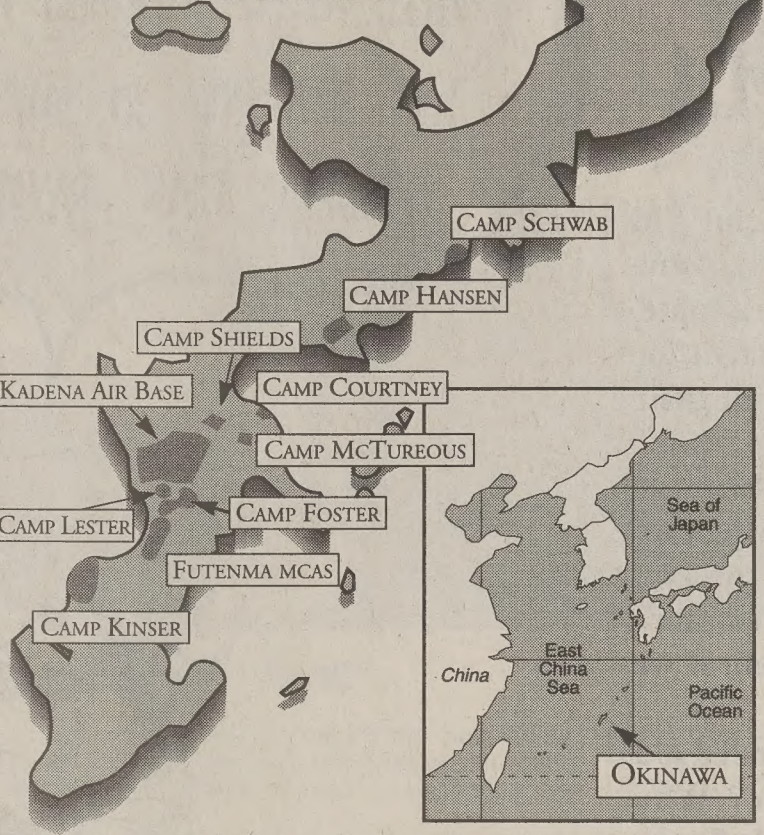 CAMP SCHWAB
CAMP HANSEN
CAMP SHIELDS
KADENA AIR BASE
CAMP COURTNEY
CAMP MCTUREOUS
CAMP LESTER
CAMP FOSTER
FUTENMA MCAS
CAMP KINSER
Sea of
Japan
East
China
Sea
China
Pacific
Ocean
OKINAWA